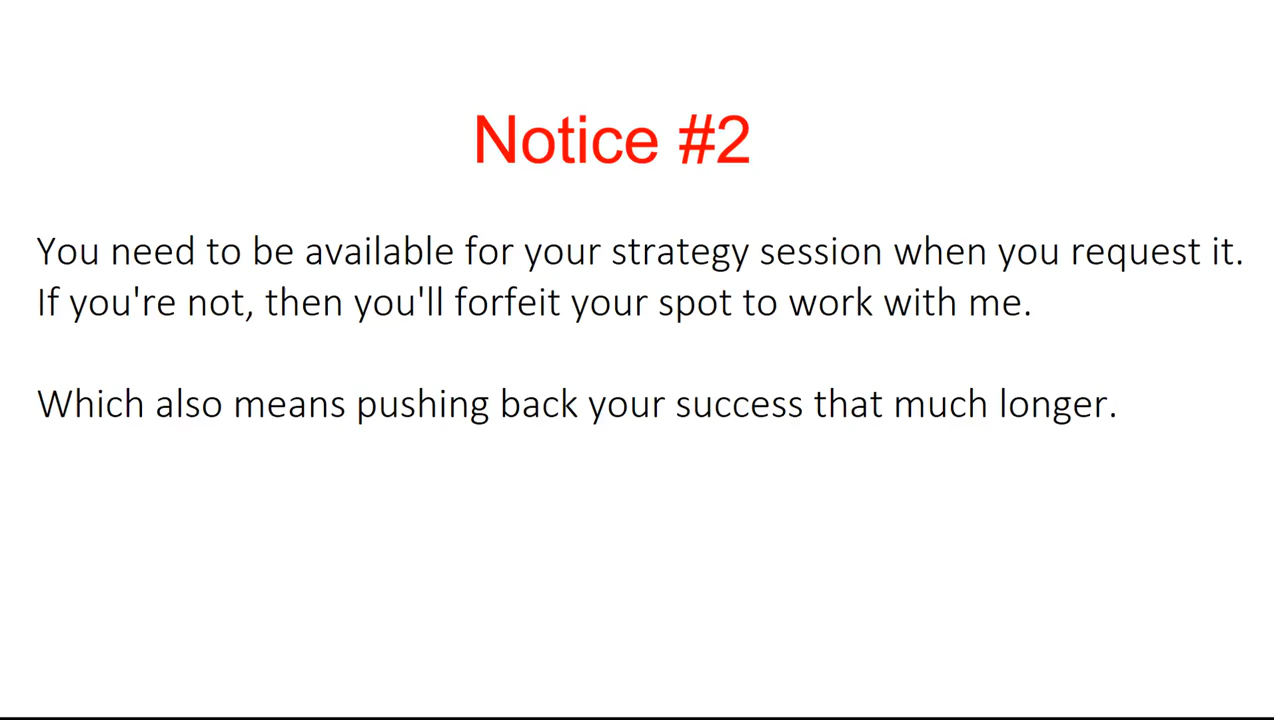 Notice #2
You need to be available for your strategy session when you request it.
If you're not, then you'll forfeit your spot to work with me.
Which also means pushing back your success that much longer.